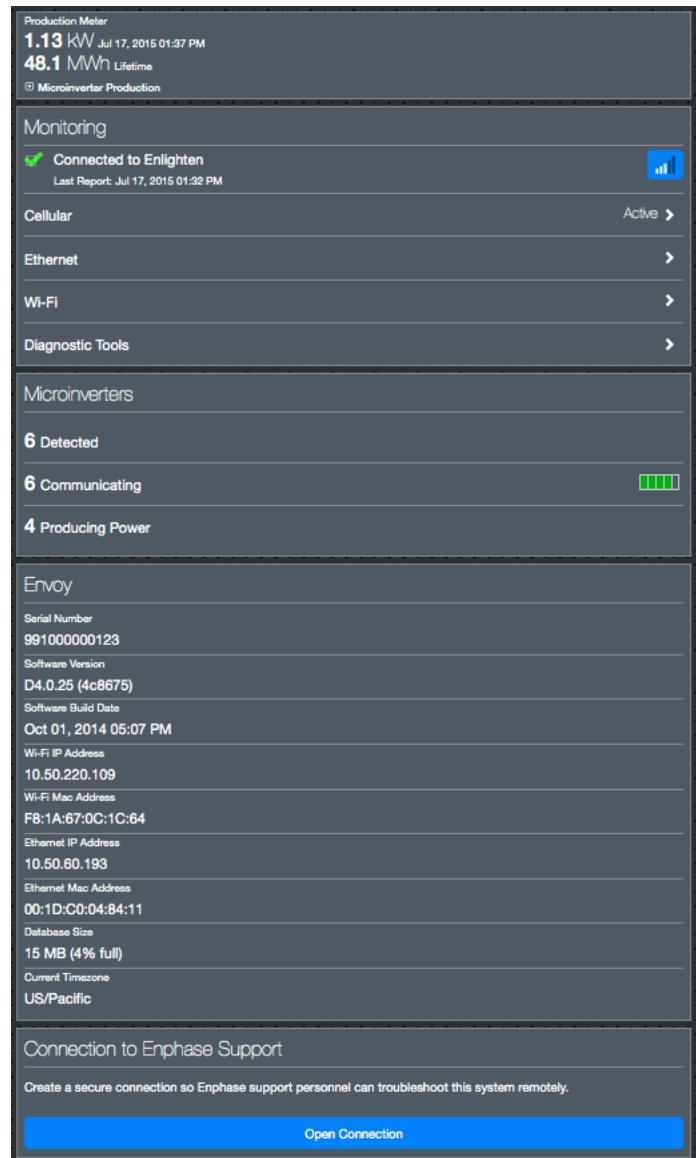 Production Meter
1.13 kW Jul 17, 2015 01:37 PM
48.1 MWh Lifetime
Microinverter Production
Monitoring
Connected to Enlighten
Last Report: Jul 17, 2015 01:32 PM
Cellular Active
Ethernet
Wi-Fi
Diagnostic Tools
Microinverters
6 Detected
6 Communicating
4 Producing Power
Envoy
Serial Number
991000000123
Software Version
D4.0.25 (4c8675)
Software Build Date
Oct 01, 2014 05:07 PM
Wi-Fi IP Address
10.50.220.109
Wi-Fi Mac Address
F8:1A:67:0C:1C:64
Ethernet IP Address
10.50.60.193
Ethernet Mac Address
00:1D:C0:04:84:11
Database Size
15 MB (4% full)
Current Timezone
US/Pacific
Connection to Enphase Support
Create a secure connection so Enphase support personnel can troubleshoot this system remotely.
Open Connection